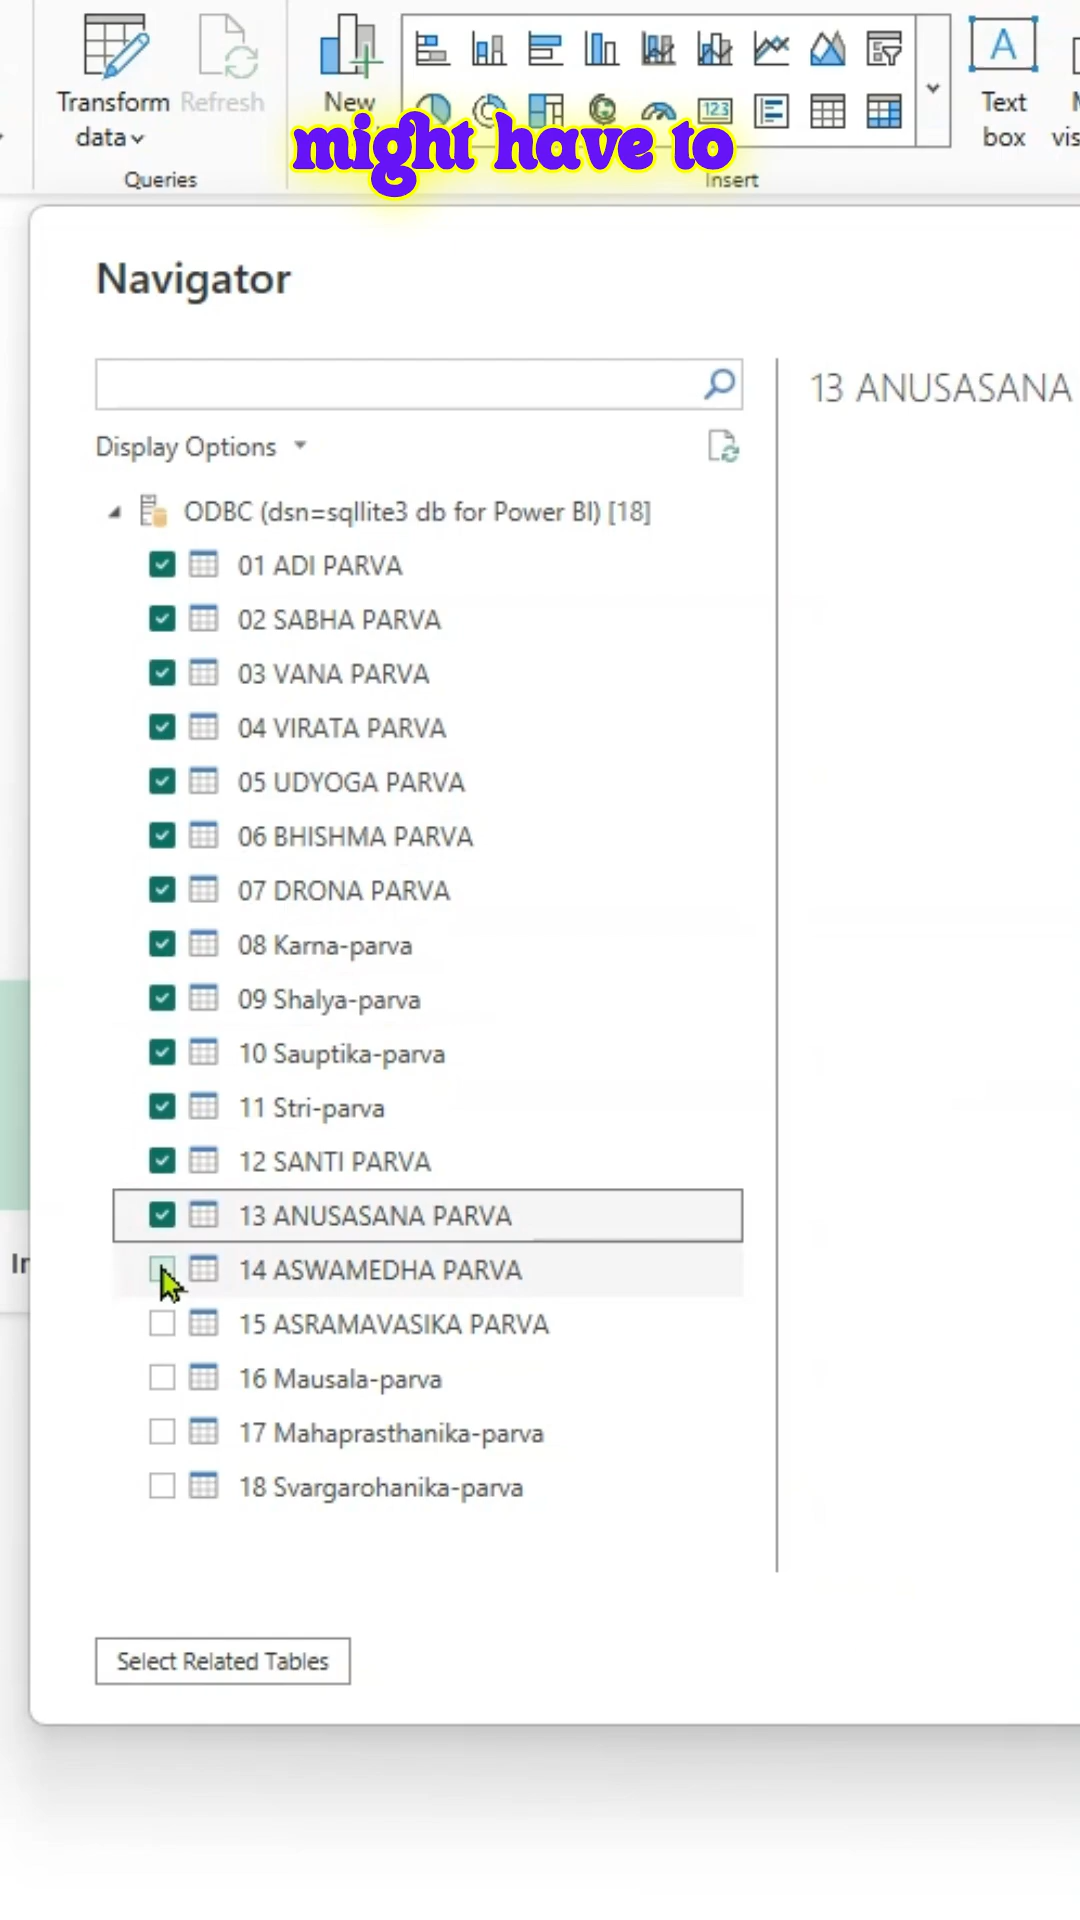 Transform
data
Refresh
New
Queries
123
A
Text
box
vis
Insert
might have to
Navigator
13 ANUSASANA
Display Options
ODBC (dsn=sqllite3 db for Power BI) [18]
01 ADI PARVA
02 SABHA PARVA
03 VANA PARVA
04 VIRATA PARVA
05 UDYOGA PARVA
06 BHISHMA PARVA
07 DRONA PARVA
08 Karna-parva
09 Shalya-parva
10 Sauptika-parva
11 Stri-parva
12 SANTI PARVA
13 ANUSASANA PARVA
14 ASWAMEDHA PARVA
15 ASRAMAVASIKA PARVA
16 Mausala-parva
17 Mahaprasthanika-parva
18 Svargarohanika-parva
Select Related Tables